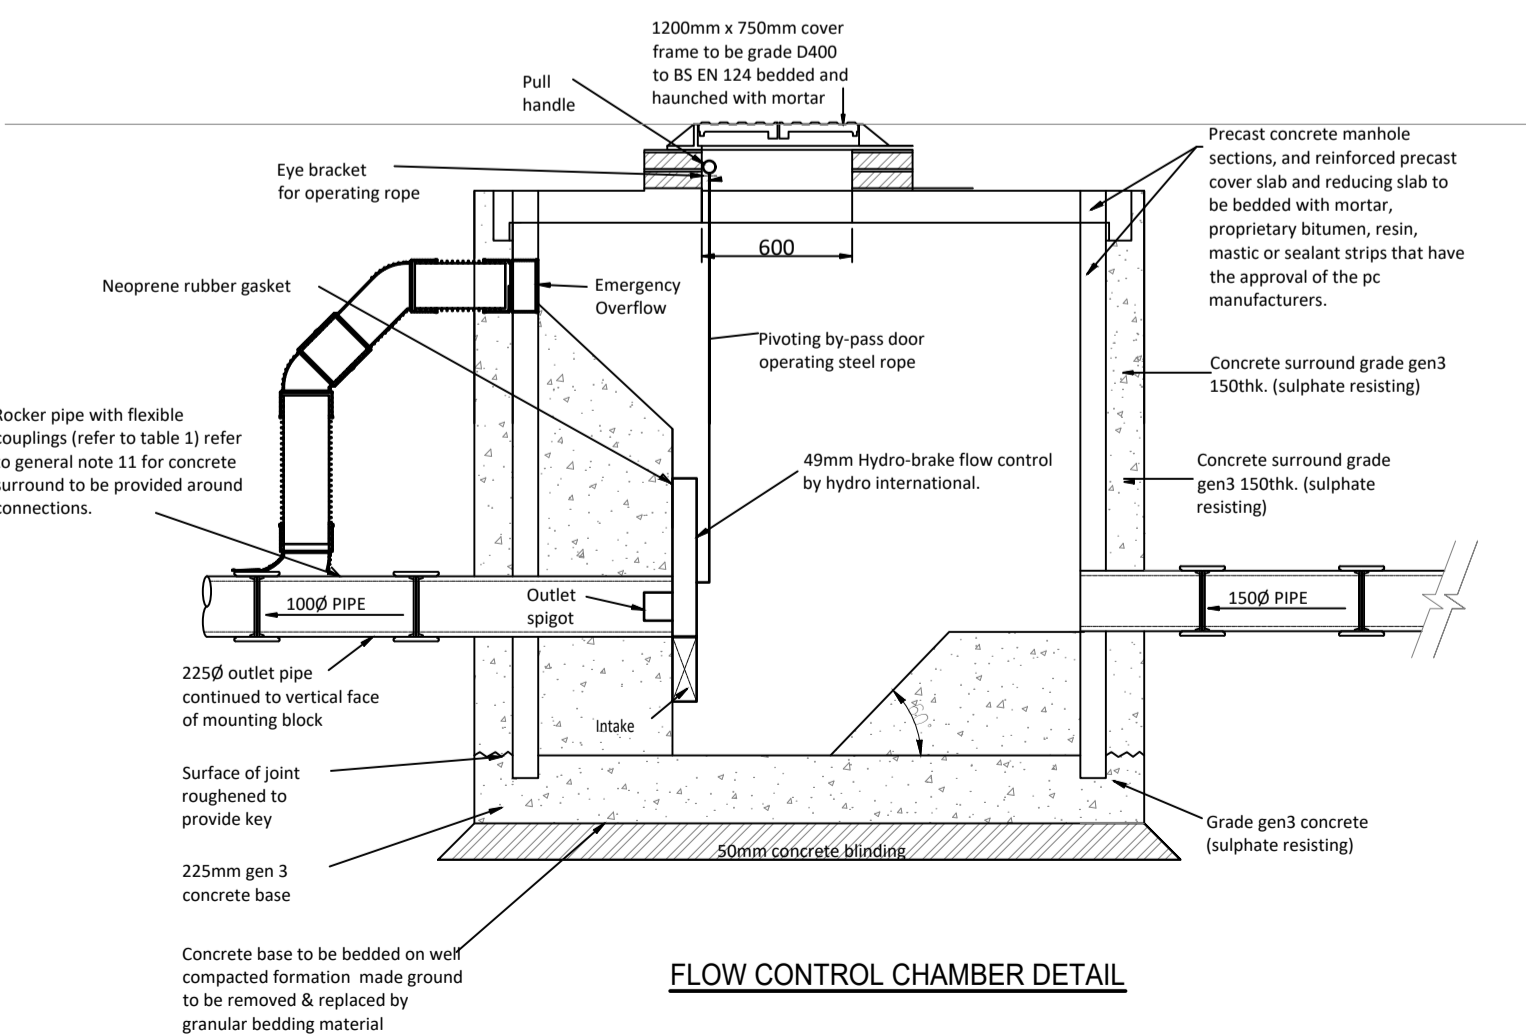 1200mm x 750mm cover
frame to be grade D400
to BS EN 124 bedded and
haunched with mortar
Pull
handle
Eye bracket
for operating rope
Precast concrete manhole
sections, and reinforced precast
cover slab and reducing slab to
be bedded with mortar,
proprietary bitumen, resin,
mastic or sealant strips that have
the approval of the pc
manufacturers.
600
Neoprene rubber gasket
Emergency
Overflow
Pivoting by-pass door
operating steel rope
Concrete surround grade gen3
150thk. (sulphate resisting)
Rocker pipe with flexible
couplings (refer to table 1) refer
to general note 11 for concrete
surround to be provided around
connections.
49mm Hydro-brake flow control
by hydro international.
Concrete surround grade
gen3 150thk. (sulphate
resisting)
100Ø PIPE
Outlet
spigot
150Ø PIPE
225Ø outlet pipe
continued to vertical face
of mounting block
Intake
Surface of joint
roughened to
provide key
225mm gen 3
concrete base
50mm concrete blinding
Grade gen3 concrete
(sulphate resisting)
Concrete base to be bedded on well
compacted formation made ground
to be removed & replaced by
granular bedding material
FLOW CONTROL CHAMBER DETAIL